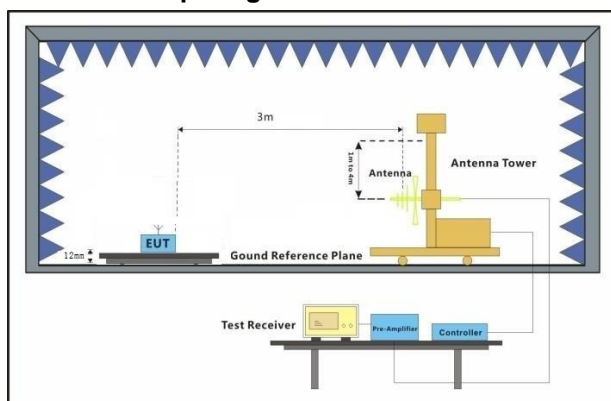 3m
1m to 4m
Antenna
Antenna Tower
EUT
12mm
Gound Reference Plane
Test Receiver
Pre-Amplifier
Controller